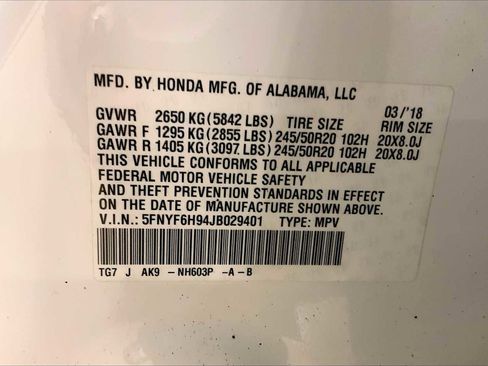 MFD. BY HONDA MFG. OF ALABAMA, LLC
03/'18
GVWR 2650 KG(5842 LBS) TIRE SIZE RIM SIZE
GAWR F 1295 KG(2855 LBS)245/50R20 102H 20X8.0J
GAWR R 1405 KG(3097 LBS)245/50R20 102H 20X8.0J
THIS VEHICLE CONFORMS TO ALL APPLICABLE
FEDERAL MOTOR VEHICLE SAFETY
AND THEFT PREVENTION STANDARDS IN EFFECT
ON THE DATE OF MANUFACTURE SHOWN ABOVE.
V.I.N.: 5FNYF6H94JB029401 TYPE: MPV
TG7 J AK9 -NH603P -A-B